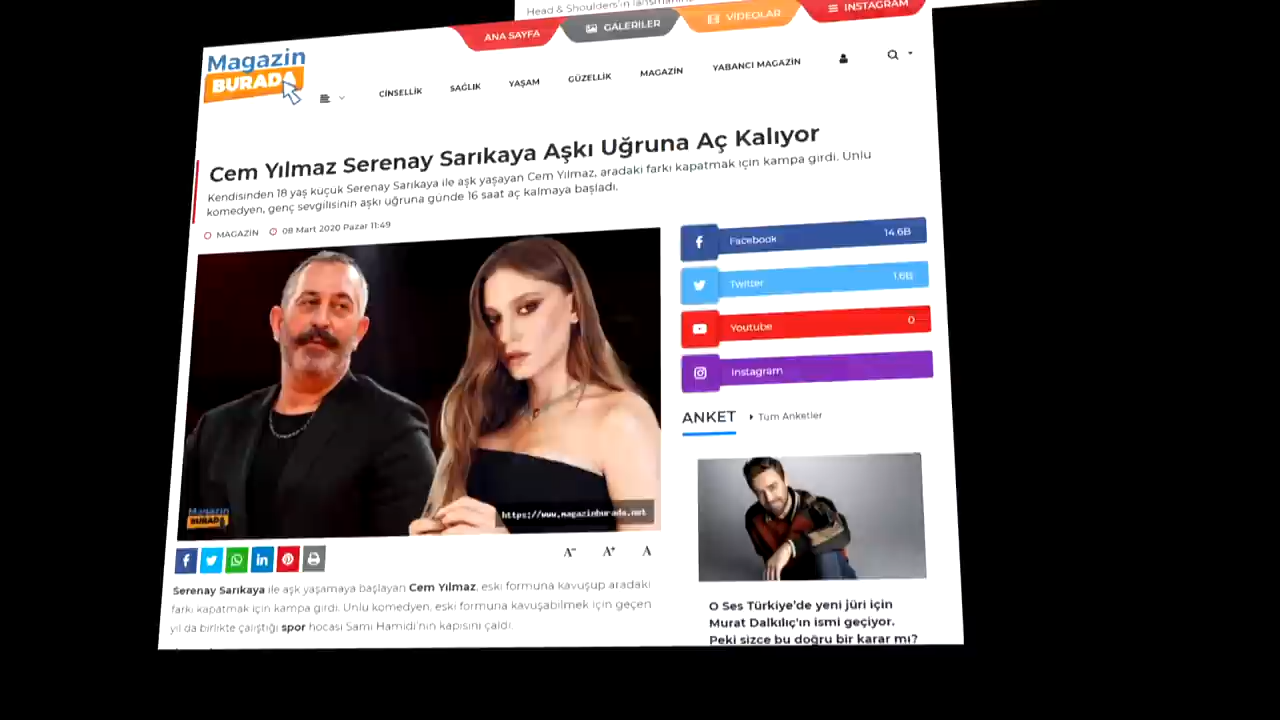 Head & Shoulders'ın lansmanın
ANA SAYFA
GALERİLER
VİDEOLAR
INSTAGRAM
Magazin
BURADA
CİNSELLİK
SAĞLIK
YAŞAM
GÜZELLİK
MAGAZİN
YABANCI MAGAZİN
Cem Yılmaz Serenay Sarıkaya Aşkı Uğruna Aç Kalıyor
Kendisinden 18 yaş küçük Serenay Sarıkaya ile aşk yaşayan Cem Yılmaz, aradaki farkı kapatmak için kampa girdi. Ünlü
komedyen, genç sevgilisinin aşkı uğruna günde 16 saat aç kalmaya başladı.
MAGAZİN 08 Mart 2020 Pazar 11:49
Facebook 14.6B
Twitter 1.6B
Youtube 0
Instagram
ANKET Tüm Anketler
Magazin
BURADA
https://www.magazinburada.net
A⁻ A⁺ A
Serenay Sarıkaya ile aşk yaşamaya başlayan Cem Yılmaz, eski formuna kavuşup aradaki
farkı kapatmak için kampa girdi. Ünlü komedyen, eski formuna kavuşabilmek için geçen
yıl da birlikte çalıştığı spor hocası Sami Hamidi'nin kapısını çaldı.
O Ses Türkiye'de yeni jüri için
Murat Dalkılıç'ın ismi geçiyor.
Peki sizce bu doğru bir karar mı?